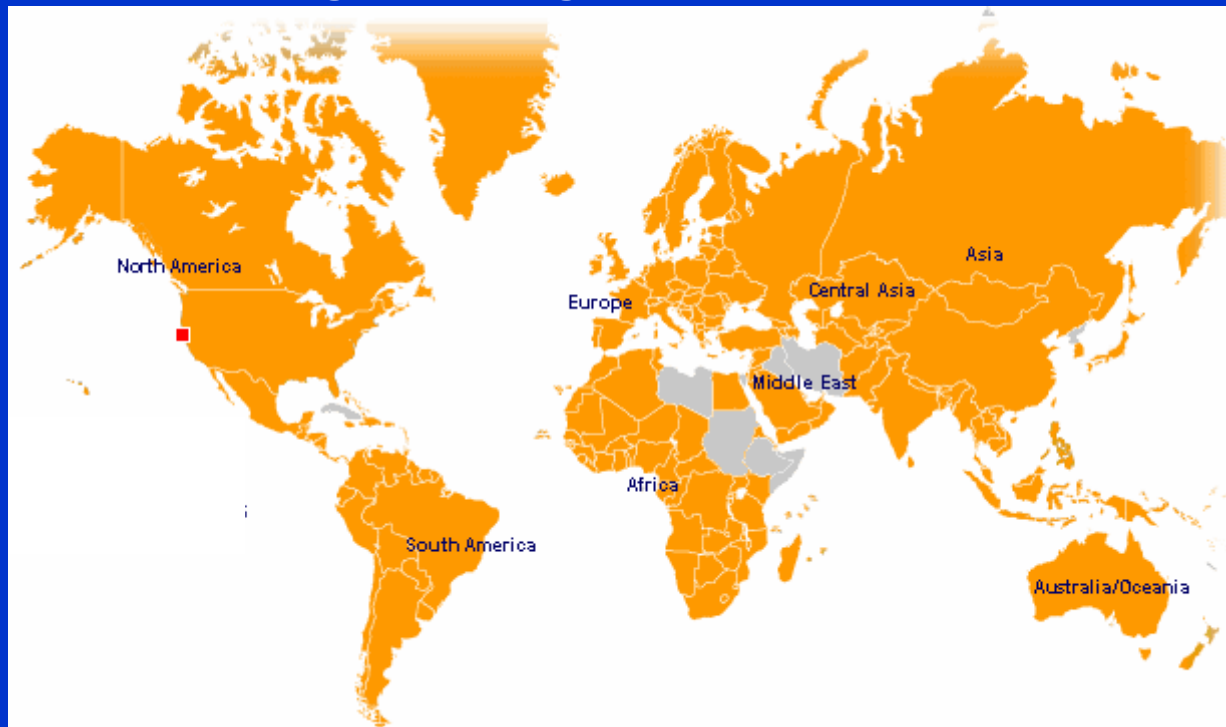 Asia
North America
Central Asia
Europe
Middle East
Africa
South America
Australia/Oceania